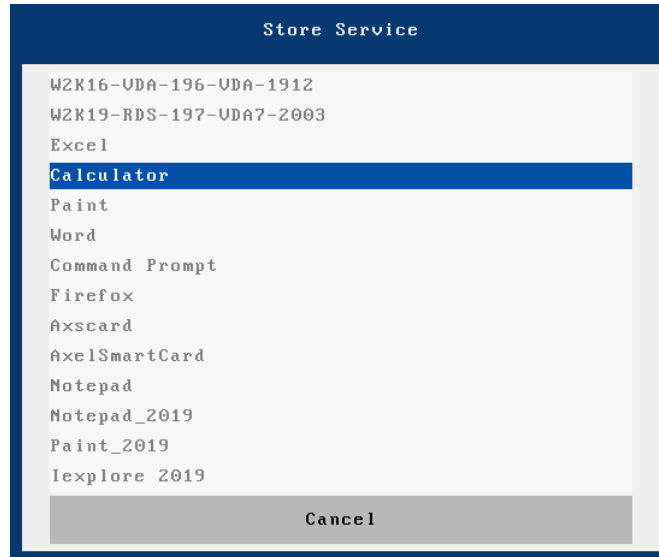 Store Service
W2K16-VDA-196-VDA-1912
W2K19-RDS-197-VDA7-2003
Excel
Calculator
Paint
Word
Command Prompt
Firefox
Axscard
AxelSmartCard
Notepad
Notepad_2019
Paint_2019
Iexplore 2019
Cancel